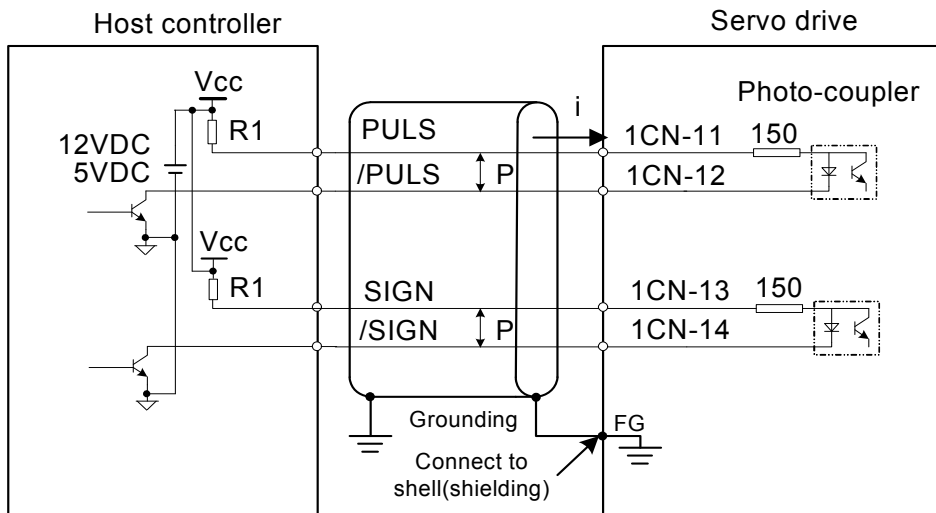 Host controller
Servo drive
Vcc
Photo-coupler
12VDC
5VDC
R1
PULS
i
1CN-11
150
/PULS
P
1CN-12
Vcc
R1
SIGN
1CN-13
150
/SIGN
P
1CN-14
Grounding
FG
Connect to
shell(shielding)